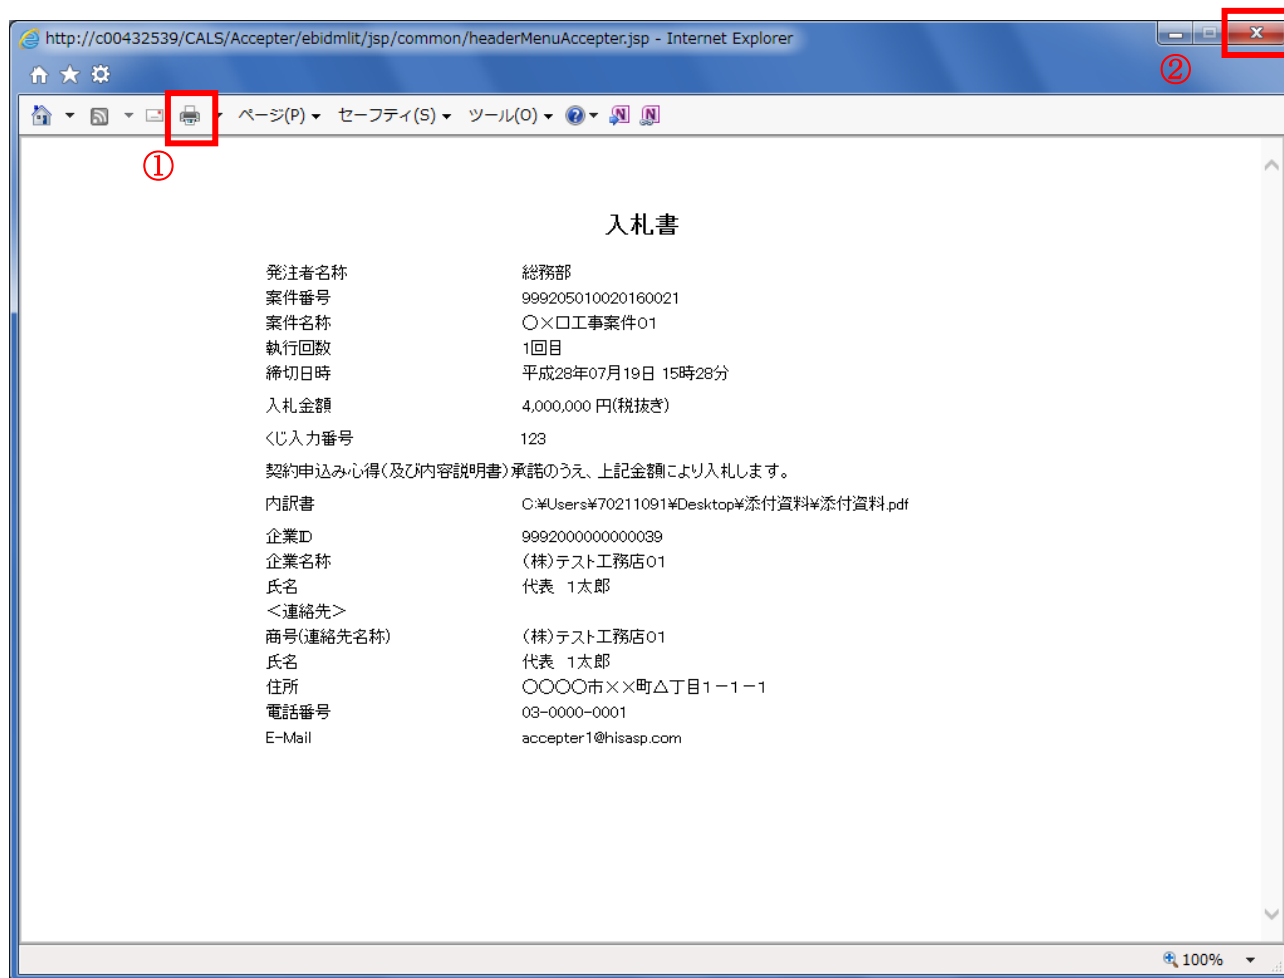 http://c00432539/CALS/Accepter/ebidmlit/jsp/common/headerMenuAccepter.jsp - Internet Explorer
②
ページ(P) セーフティ(S) ツール(O)
①
入札書
発注者名称 総務部
案件番号 999205010020160021
案件名称 〇×口工事案件01
執行回数 1回目
締切日時 平成28年07月19日 15時28分
入札金額 4,000,000 円(税抜き)
くじ入力番号 123
契約申込み心得(及び内容説明書)承諾のうえ、上記金額により入札します。
内訳書 C:¥Users¥70211091¥Desktop¥添付資料¥添付資料.pdf
企業ID 9992000000000039
企業名称 (株)テスト工務店01
氏名 代表 1太郎
<連絡先>
商号(連絡先名称) (株)テスト工務店01
氏名 代表 1太郎
住所 〇〇〇〇市××町△丁目1-1-1
電話番号 03-0000-0001
E-Mail accepter1@hisasp.com
100%